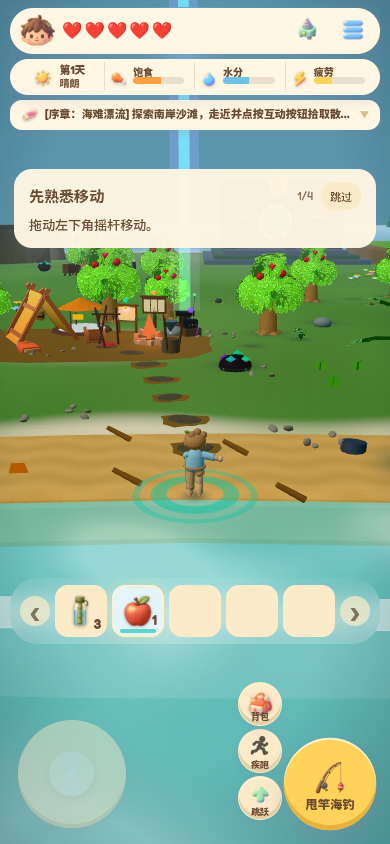 第1天
晴朗
饱食
水分
疲劳
[序章：海难漂流] 探索南岸沙滩，走近并点按互动按钮拾取散...
先熟悉移动
1/4
跳过
拖动左下角摇杆移动。
3
1
背包
疾跑
跳跃
甩竿海钓